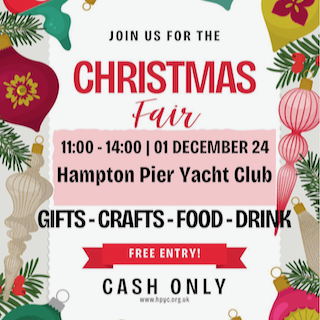 JOIN US FOR THE
CHRISTMAS
Fair
11:00 - 14:00 | 01 DECEMBER 24
Hampton Pier Yacht Club
GIFTS - CRAFTS - FOOD - DRINK
FREE ENTRY!
CASH ONLY
www.hpyc.org.uk